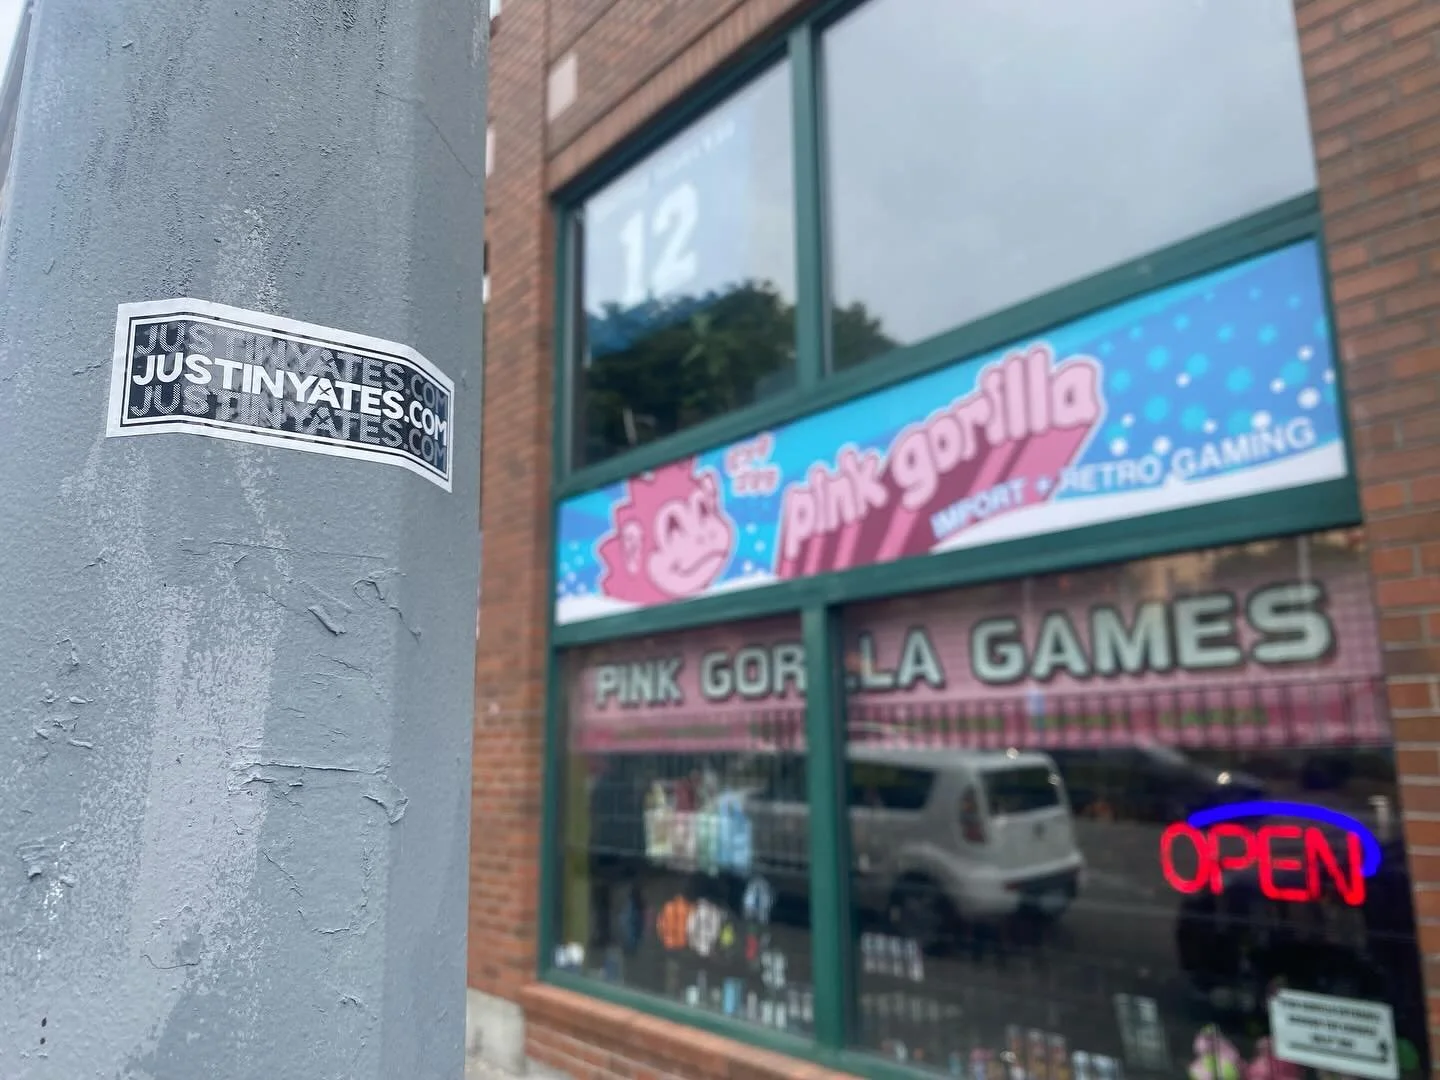 JUSTINYATES.COM
JUSTINYATES.COM
JUSTINYATES.COM
12
pink gorilla
IMPORT + RETRO GAMING
PINK GORILLA GAMES
OPEN